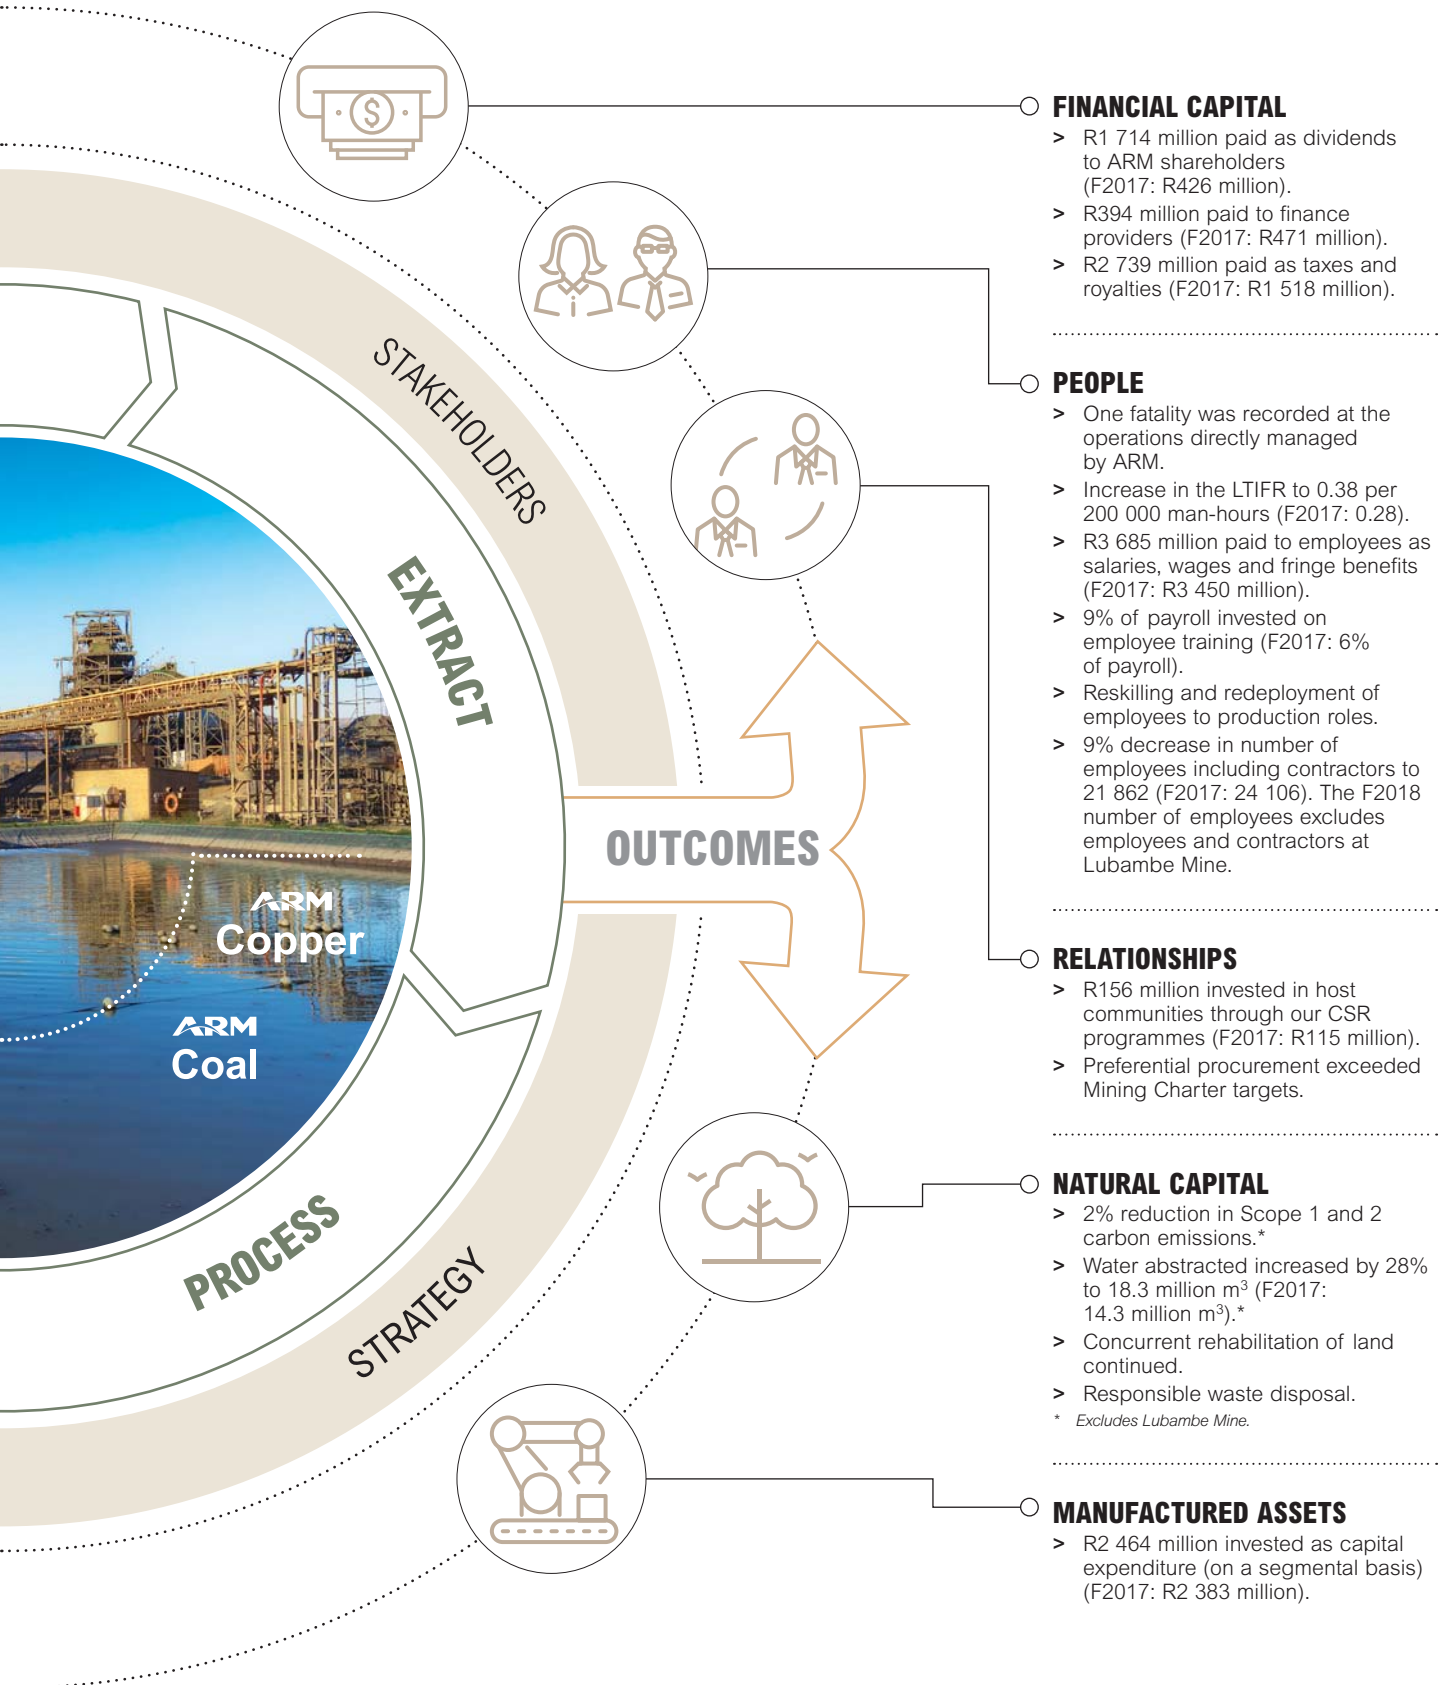 FINANCIAL CAPITAL
> R1 714 million paid as dividends
to ARM shareholders
(F2017: R426 million).
> R394 million paid to finance
providers (F2017: R471 million).
> R2 739 million paid as taxes and
royalties (F2017: R1 518 million).
PEOPLE
> One fatality was recorded at the
operations directly managed
by ARM.
> Increase in the LTIFR to 0.38 per
200 000 man-hours (F2017: 0.28).
> R3 685 million paid to employees as
salaries, wages and fringe benefits
(F2017: R3 450 million).
> 9% of payroll invested on
employee training (F2017: 6%
of payroll).
> Reskilling and redeployment of
employees to production roles.
> 9% decrease in number of
employees including contractors to
21 862 (F2017: 24 106). The F2018
number of employees excludes
employees and contractors at
Lubambe Mine.
RELATIONSHIPS
> R156 million invested in host
communities through our CSR
programmes (F2017: R115 million).
> Preferential procurement exceeded
Mining Charter targets.
NATURAL CAPITAL
> 2% reduction in Scope 1 and 2
carbon emissions.*
> Water abstracted increased by 28%
to 18.3 million m³ (F2017:
14.3 million m³).*
> Concurrent rehabilitation of land
continued.
> Responsible waste disposal.
* Excludes Lubambe Mine.
MANUFACTURED ASSETS
> R2 464 million invested as capital
expenditure (on a segmental basis)
(F2017: R2 383 million).
STAKEHOLDERS
EXTRACT
OUTCOMES
ARM
Copper
ARM
Coal
PROCESS
STRATEGY
$